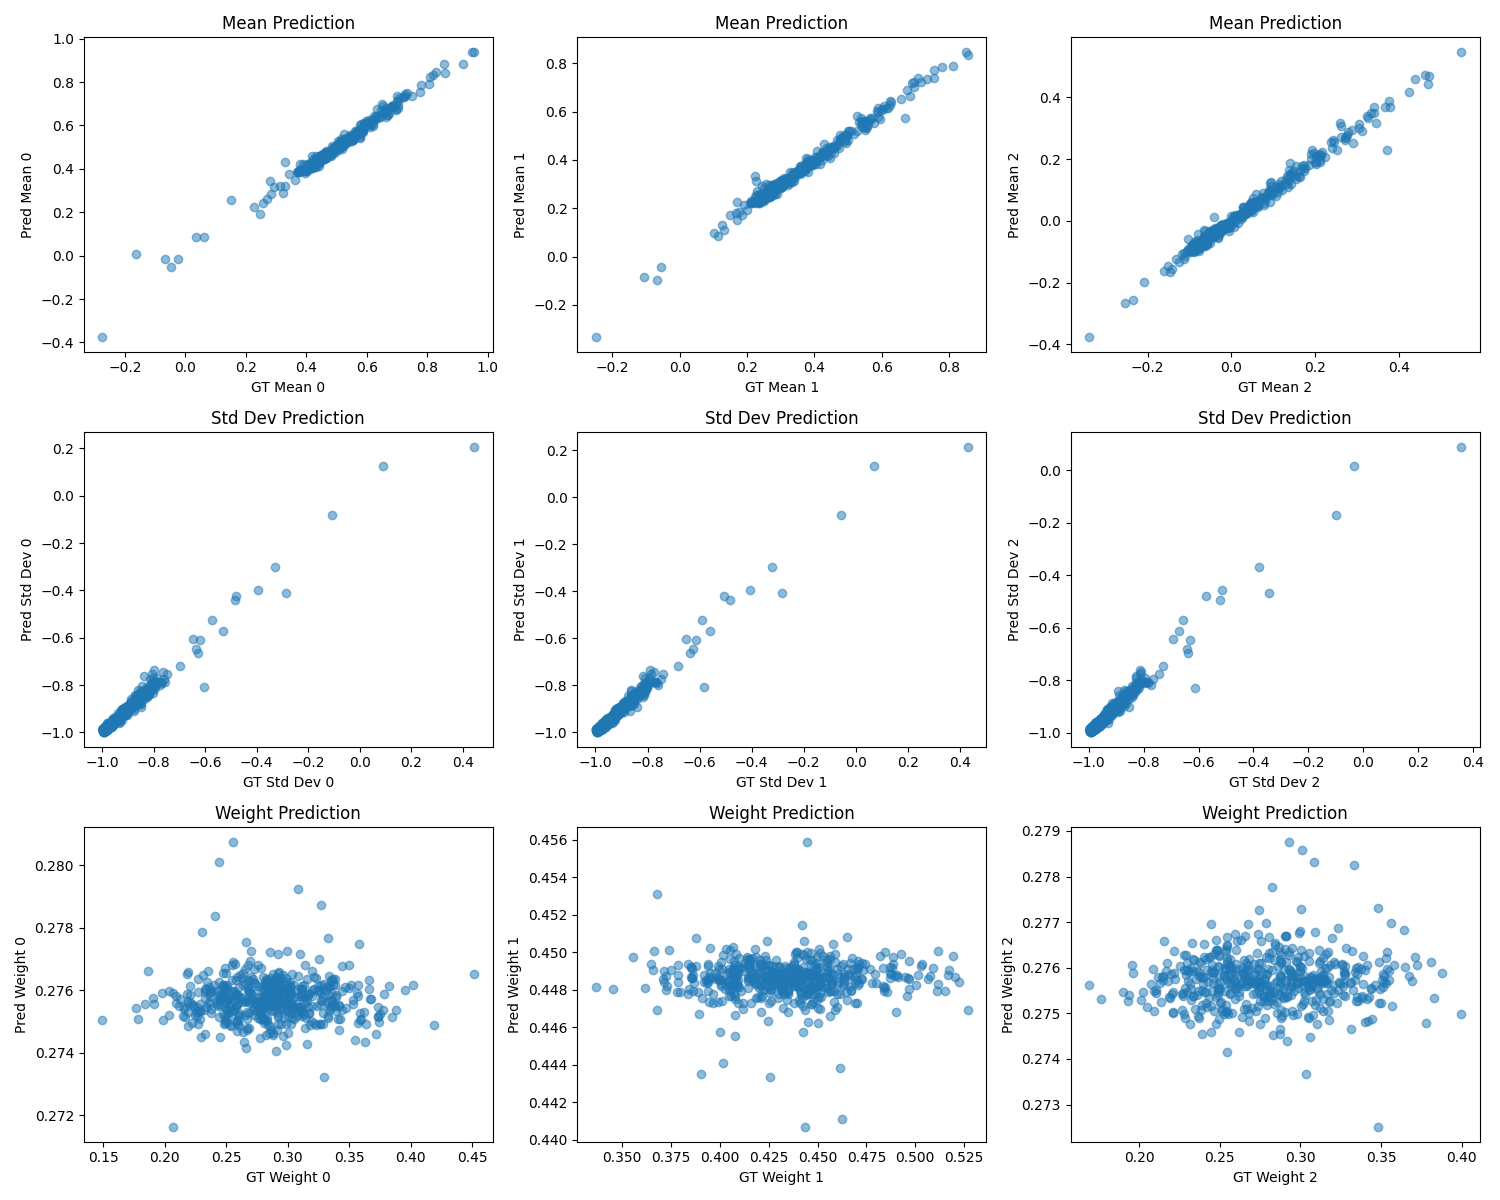 Mean Prediction
1.0
0.8
0.6
0.4
0.2
0.0
−0.2
−0.4
Pred Mean 0
−0.2 0.0 0.2 0.4 0.6 0.8 1.0
GT Mean 0
Mean Prediction
0.8
0.6
0.4
0.2
0.0
−0.2
Pred Mean 1
−0.2 0.0 0.2 0.4 0.6 0.8
GT Mean 1
Mean Prediction
0.4
0.2
0.0
−0.2
−0.4
Pred Mean 2
−0.2 0.0 0.2 0.4
GT Mean 2
Std Dev Prediction
0.2
0.0
−0.2
−0.4
−0.6
−0.8
−1.0
Pred Std Dev 0
−1.0 −0.8 −0.6 −0.4 −0.2 0.0 0.2 0.4
GT Std Dev 0
Std Dev Prediction
0.2
0.0
−0.2
−0.4
−0.6
−0.8
−1.0
Pred Std Dev 1
−1.0 −0.8 −0.6 −0.4 −0.2 0.0 0.2 0.4
GT Std Dev 1
Std Dev Prediction
0.0
−0.2
−0.4
−0.6
−0.8
−1.0
Pred Std Dev 2
−1.0 −0.8 −0.6 −0.4 −0.2 0.0 0.2 0.4
GT Std Dev 2
Weight Prediction
0.280
0.278
0.276
0.274
0.272
Pred Weight 0
0.15 0.20 0.25 0.30 0.35 0.40 0.45
GT Weight 0
Weight Prediction
0.456
0.454
0.452
0.450
0.448
0.446
0.444
0.442
0.440
Pred Weight 1
0.350 0.375 0.400 0.425 0.450 0.475 0.500 0.525
GT Weight 1
Weight Prediction
0.279
0.278
0.277
0.276
0.275
0.274
0.273
Pred Weight 2
0.20 0.25 0.30 0.35 0.40
GT Weight 2